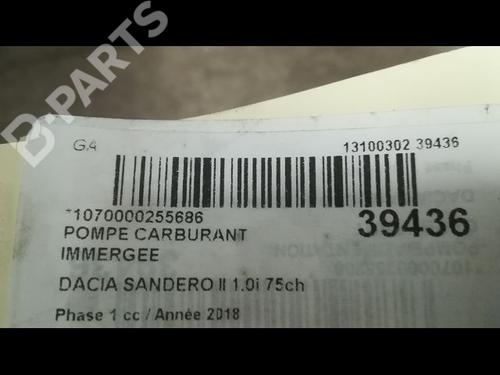 B-PARTS
GA
13100302 39436
*1070000255686
39436
POMPE CARBURANT
IMMERGEE
DACIA SANDERO II 1.0i 75ch
Phase 1 cc / Année 2018